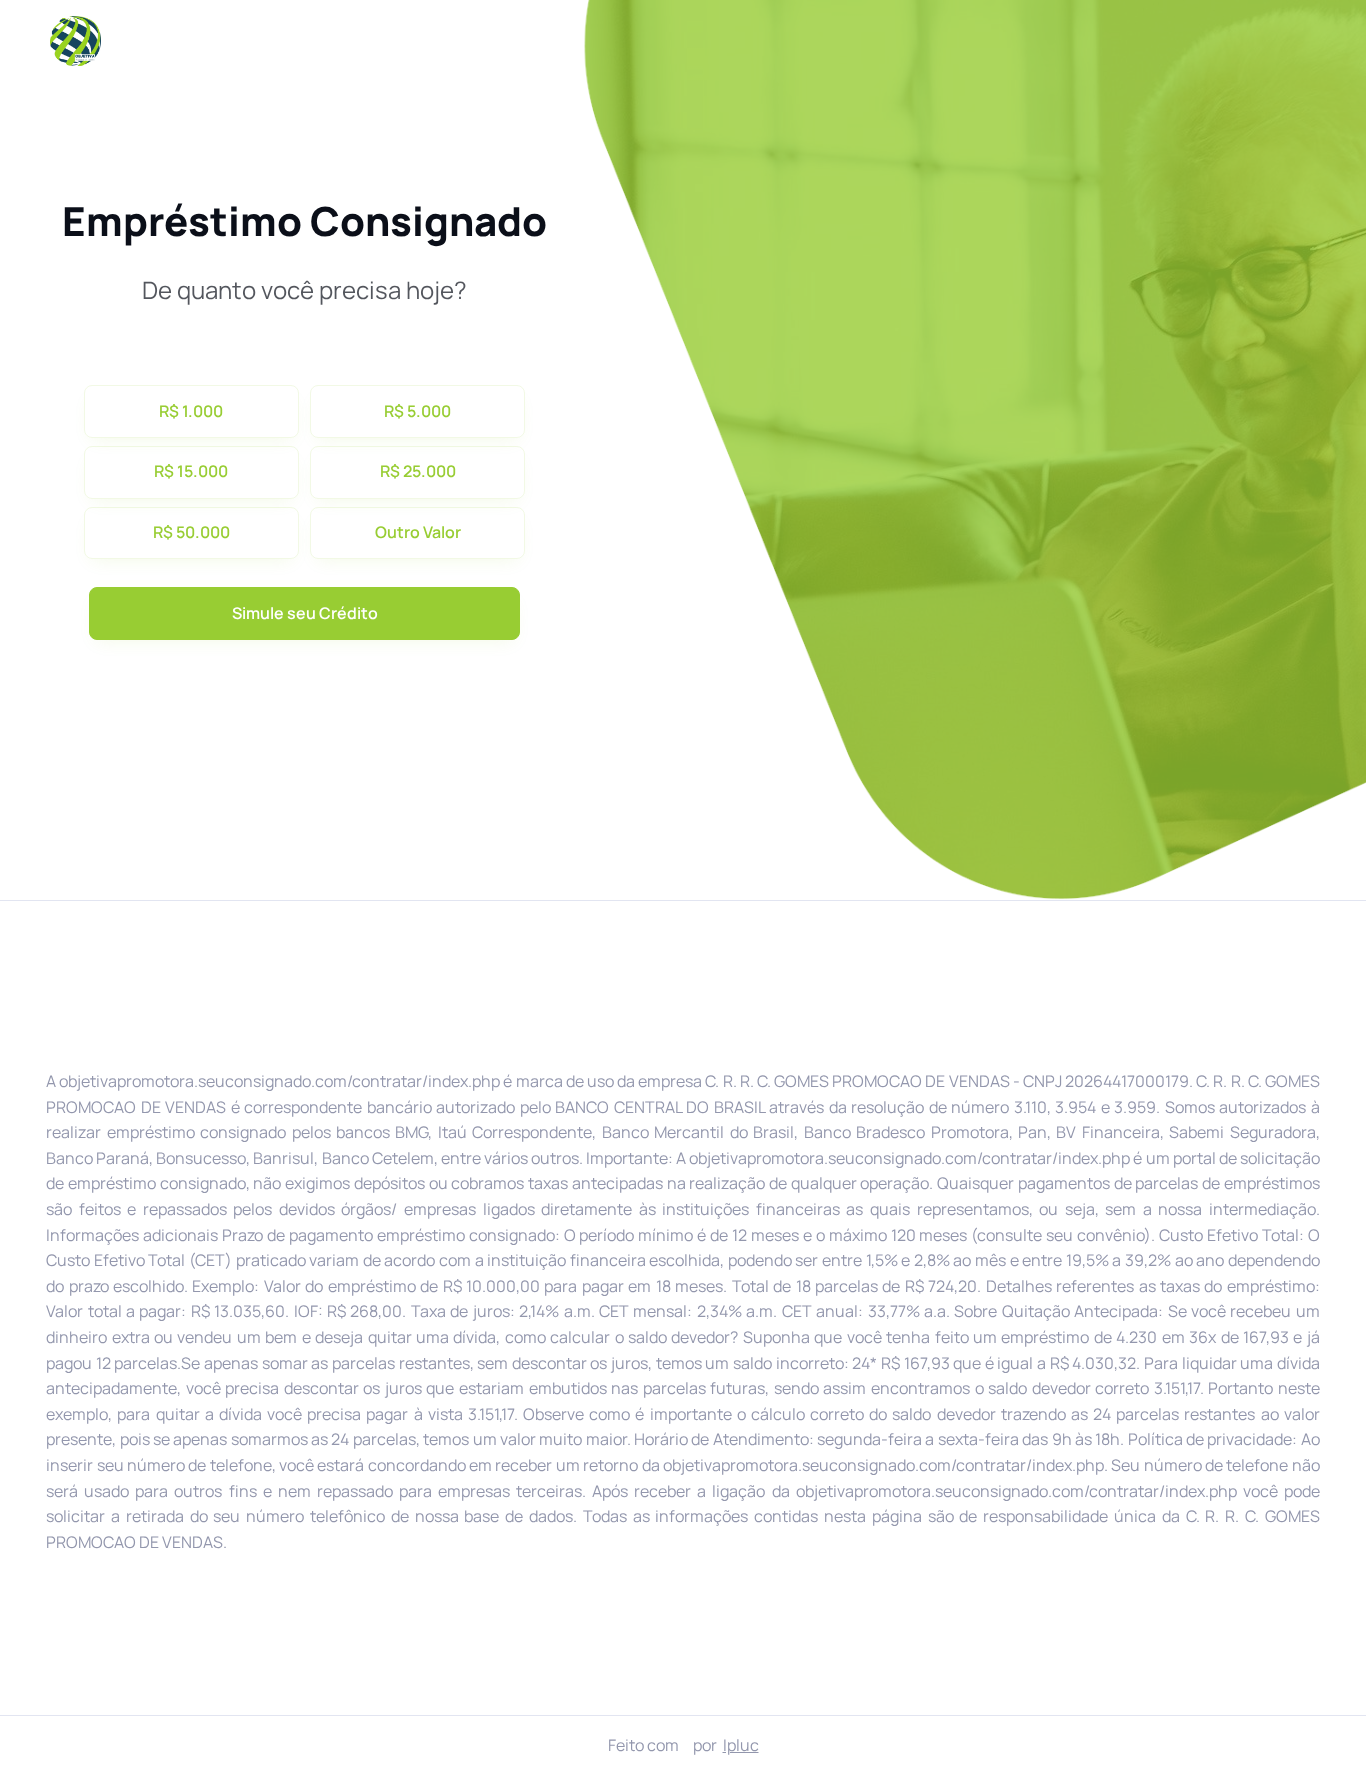 OBJETIVA
Empréstimo Consignado
De quanto você precisa hoje?
R$ 1.000
R$ 5.000
R$ 15.000
R$ 25.000
R$ 50.000
Outro Valor
Simule seu Crédito
A objetivapromotora.seuconsignado.com/contratar/index.php é marca de uso da empresa C. R. R. C. GOMES PROMOCAO DE VENDAS - CNPJ 20264417000179. C. R. R. C. GOMES
PROMOCAO DE VENDAS é correspondente bancário autorizado pelo BANCO CENTRAL DO BRASIL através da resolução de número 3.110, 3.954 e 3.959. Somos autorizados à
realizar empréstimo consignado pelos bancos BMG, Itaú Correspondente, Banco Mercantil do Brasil, Banco Bradesco Promotora, Pan, BV Financeira, Sabemi Seguradora,
Banco Paraná, Bonsucesso, Banrisul, Banco Cetelem, entre vários outros. Importante: A objetivapromotora.seuconsignado.com/contratar/index.php é um portal de solicitação
de empréstimo consignado, não exigimos depósitos ou cobramos taxas antecipadas na realização de qualquer operação. Quaisquer pagamentos de parcelas de empréstimos
são feitos e repassados pelos devidos órgãos/ empresas ligados diretamente às instituições financeiras as quais representamos, ou seja, sem a nossa intermediação.
Informações adicionais Prazo de pagamento empréstimo consignado: O período mínimo é de 12 meses e o máximo 120 meses (consulte seu convênio). Custo Efetivo Total: O
Custo Efetivo Total (CET) praticado variam de acordo com a instituição financeira escolhida, podendo ser entre 1,5% e 2,8% ao mês e entre 19,5% a 39,2% ao ano dependendo
do prazo escolhido. Exemplo: Valor do empréstimo de R$ 10.000,00 para pagar em 18 meses. Total de 18 parcelas de R$ 724,20. Detalhes referentes as taxas do empréstimo:
Valor total a pagar: R$ 13.035,60. IOF: R$ 268,00. Taxa de juros: 2,14% a.m. CET mensal: 2,34% a.m. CET anual: 33,77% a.a. Sobre Quitação Antecipada: Se você recebeu um
dinheiro extra ou vendeu um bem e deseja quitar uma dívida, como calcular o saldo devedor? Suponha que você tenha feito um empréstimo de 4.230 em 36x de 167,93 e já
pagou 12 parcelas.Se apenas somar as parcelas restantes, sem descontar os juros, temos um saldo incorreto: 24* R$ 167,93 que é igual a R$ 4.030,32. Para liquidar uma dívida
antecipadamente, você precisa descontar os juros que estariam embutidos nas parcelas futuras, sendo assim encontramos o saldo devedor correto 3.151,17. Portanto neste
exemplo, para quitar a dívida você precisa pagar à vista 3.151,17. Observe como é importante o cálculo correto do saldo devedor trazendo as 24 parcelas restantes ao valor
presente, pois se apenas somarmos as 24 parcelas, temos um valor muito maior. Horário de Atendimento: segunda-feira a sexta-feira das 9h às 18h. Política de privacidade: Ao
inserir seu número de telefone, você estará concordando em receber um retorno da objetivapromotora.seuconsignado.com/contratar/index.php. Seu número de telefone não
será usado para outros fins e nem repassado para empresas terceiras. Após receber a ligação da objetivapromotora.seuconsignado.com/contratar/index.php você pode
solicitar a retirada do seu número telefônico de nossa base de dados. Todas as informações contidas nesta página são de responsabilidade única da C. R. R. C. GOMES
PROMOCAO DE VENDAS.
Feito com por Ipluc